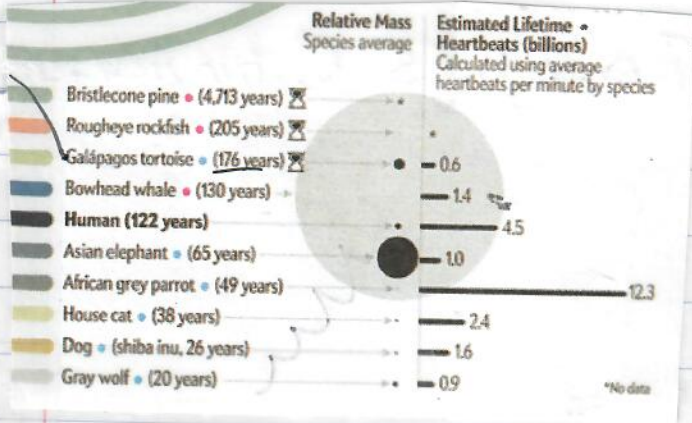 Relative Mass
Species average
Estimated Lifetime
Heartbeats (billions)
Calculated using average
heartbeats per minute by species
Bristlecone pine • (4,713 years) *
Rougheye rockfish • (205 years) *
Galápagos tortoise • (176 years) 0.6
Bowhead whale • (130 years) 1.4
Human (122 years) 4.5
Asian elephant • (65 years) 1.0
African grey parrot • (49 years) 12.3
House cat • (38 years) 2.4
Dog • (shiba inu, 26 years) 1.6
Gray wolf • (20 years) 0.9
*No data